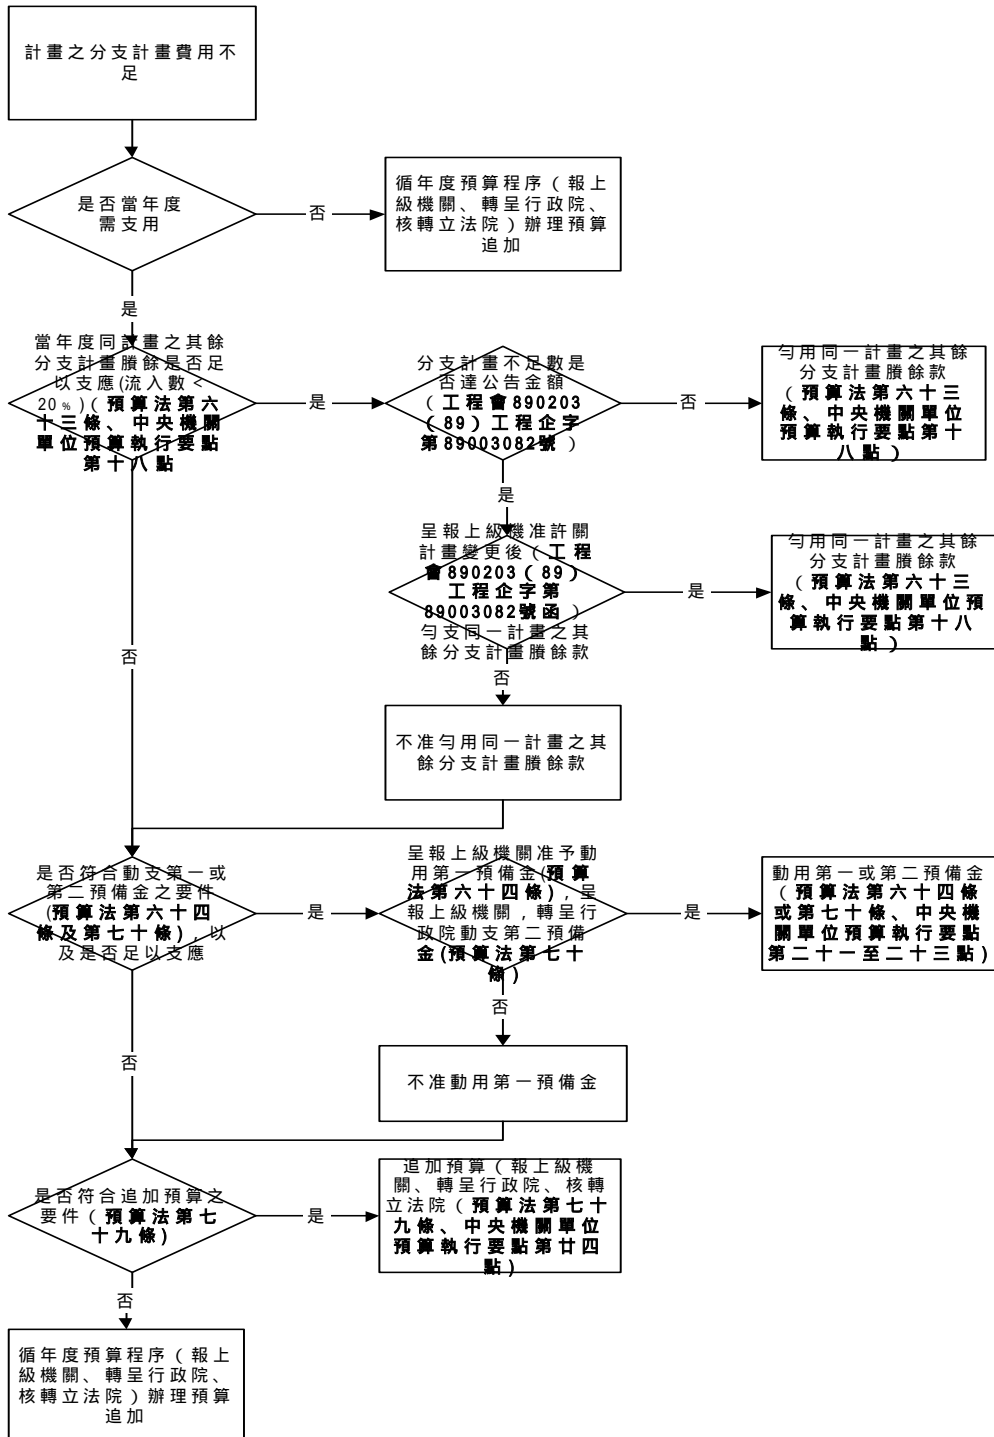 計畫之分支計畫費用不
足
是否當年度
需支用
否
循年度預算程序（報上
級機關、轉呈行政院、
核轉立法院）辦理預算
追加
是
當年度同計畫之其餘
分支計畫賸餘是否足
以支應(流入數<
20%)(預算法第六
十三條、中央機關
單位預算執行要點
第十八點
是
分支計畫不足數是
否達公告金額
（工程會890203
（89）工程企字
第89003082號）
否
勻用同一計畫之其餘
分支計畫賸餘款
（預算法第六十三
條、中央機關單位
預算執行要點第十
八點）
是
呈報上級機准許關
計畫變更後（工程
會890203（89）
工程企字第
89003082號函）
勻支同一計畫之其
餘分支計畫賸餘款
是
勻用同一計畫之其餘
分支計畫賸餘款
（預算法第六十三
條、中央機關單位預
算執行要點第十八
點）
否
否
不准勻用同一計畫之其
餘分支計畫賸餘款
是否符合動支第一或
第二預備金之要件
(預算法第六十四
條及第七十條)，以
及是否足以支應
是
呈報上級機關准予動
用第一預備金(預算
法第六十四條)，呈
報上級機關，轉呈行
政院動支第二預備
金(預算法第七十
條)
是
動用第一或第二預備金
（預算法第六十四條
或第七十條、中央機
關單位預算執行要點
第二十一至二十三點)
否
否
不准動用第一預備金
是否符合追加預算之
要件（預算法第七
十九條)
是
追加預算（報上級機
關、轉呈行政院、核轉
立法院（預算法第七十
九條、中央機關單位
預算執行要點第廿四
點)
否
循年度預算程序（報上
級機關、轉呈行政院、
核轉立法院）辦理預算
追加